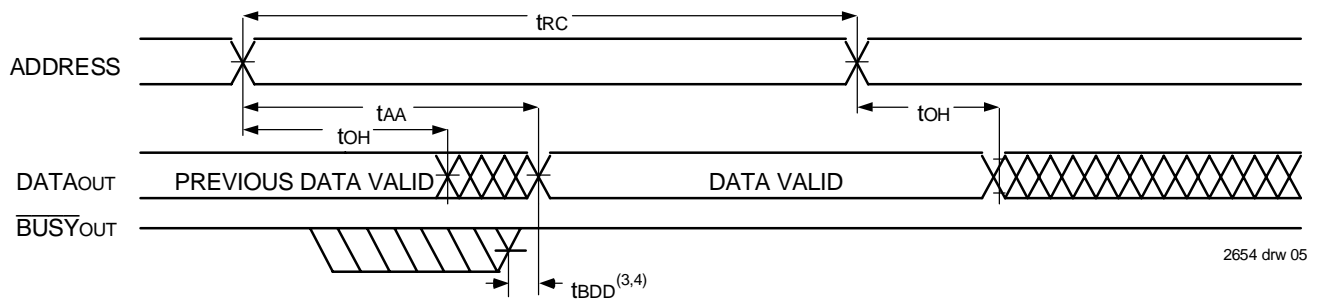 tRC
ADDRESS
tAA
tOH
tOH
DATAOUT
PREVIOUS DATA VALID
DATA VALID
BUSYOUT
2654 drw 05
tBDD(3,4)